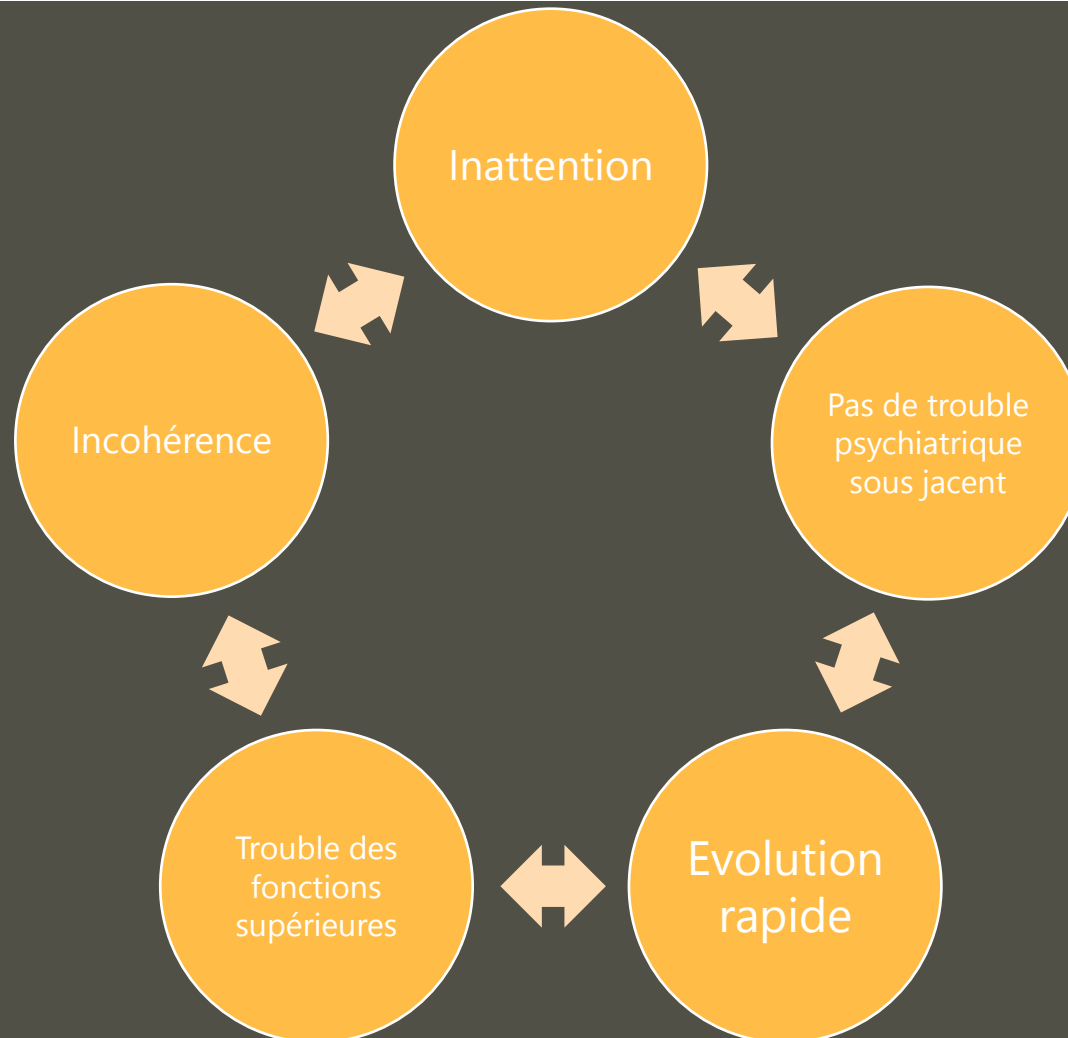 Inattention
Pas de trouble
psychiatrique
sous jacent
Evolution
rapide
Trouble des
fonctions
supérieures
Incohérence